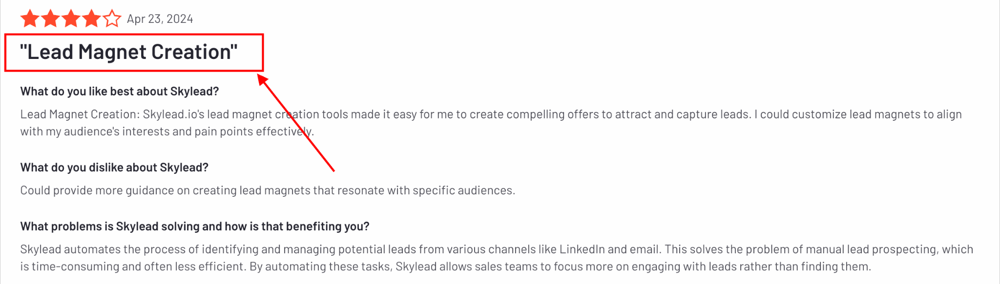 Apr 23, 2024
"Lead Magnet Creation"
What do you like best about Skylead?
Lead Magnet Creation: Skylead.io's lead magnet creation tools made it easy for me to create compelling offers to attract and capture leads. I could customize lead magnets to align
with my audience's interests and pain points effectively.
What do you dislike about Skylead?
Could provide more guidance on creating lead magnets that resonate with specific audiences.
What problems is Skylead solving and how is that benefiting you?
Skylead automates the process of identifying and managing potential leads from various channels like LinkedIn and email. This solves the problem of manual lead prospecting, which
is time-consuming and often less efficient. By automating these tasks, Skylead allows sales teams to focus more on engaging with leads rather than finding them.